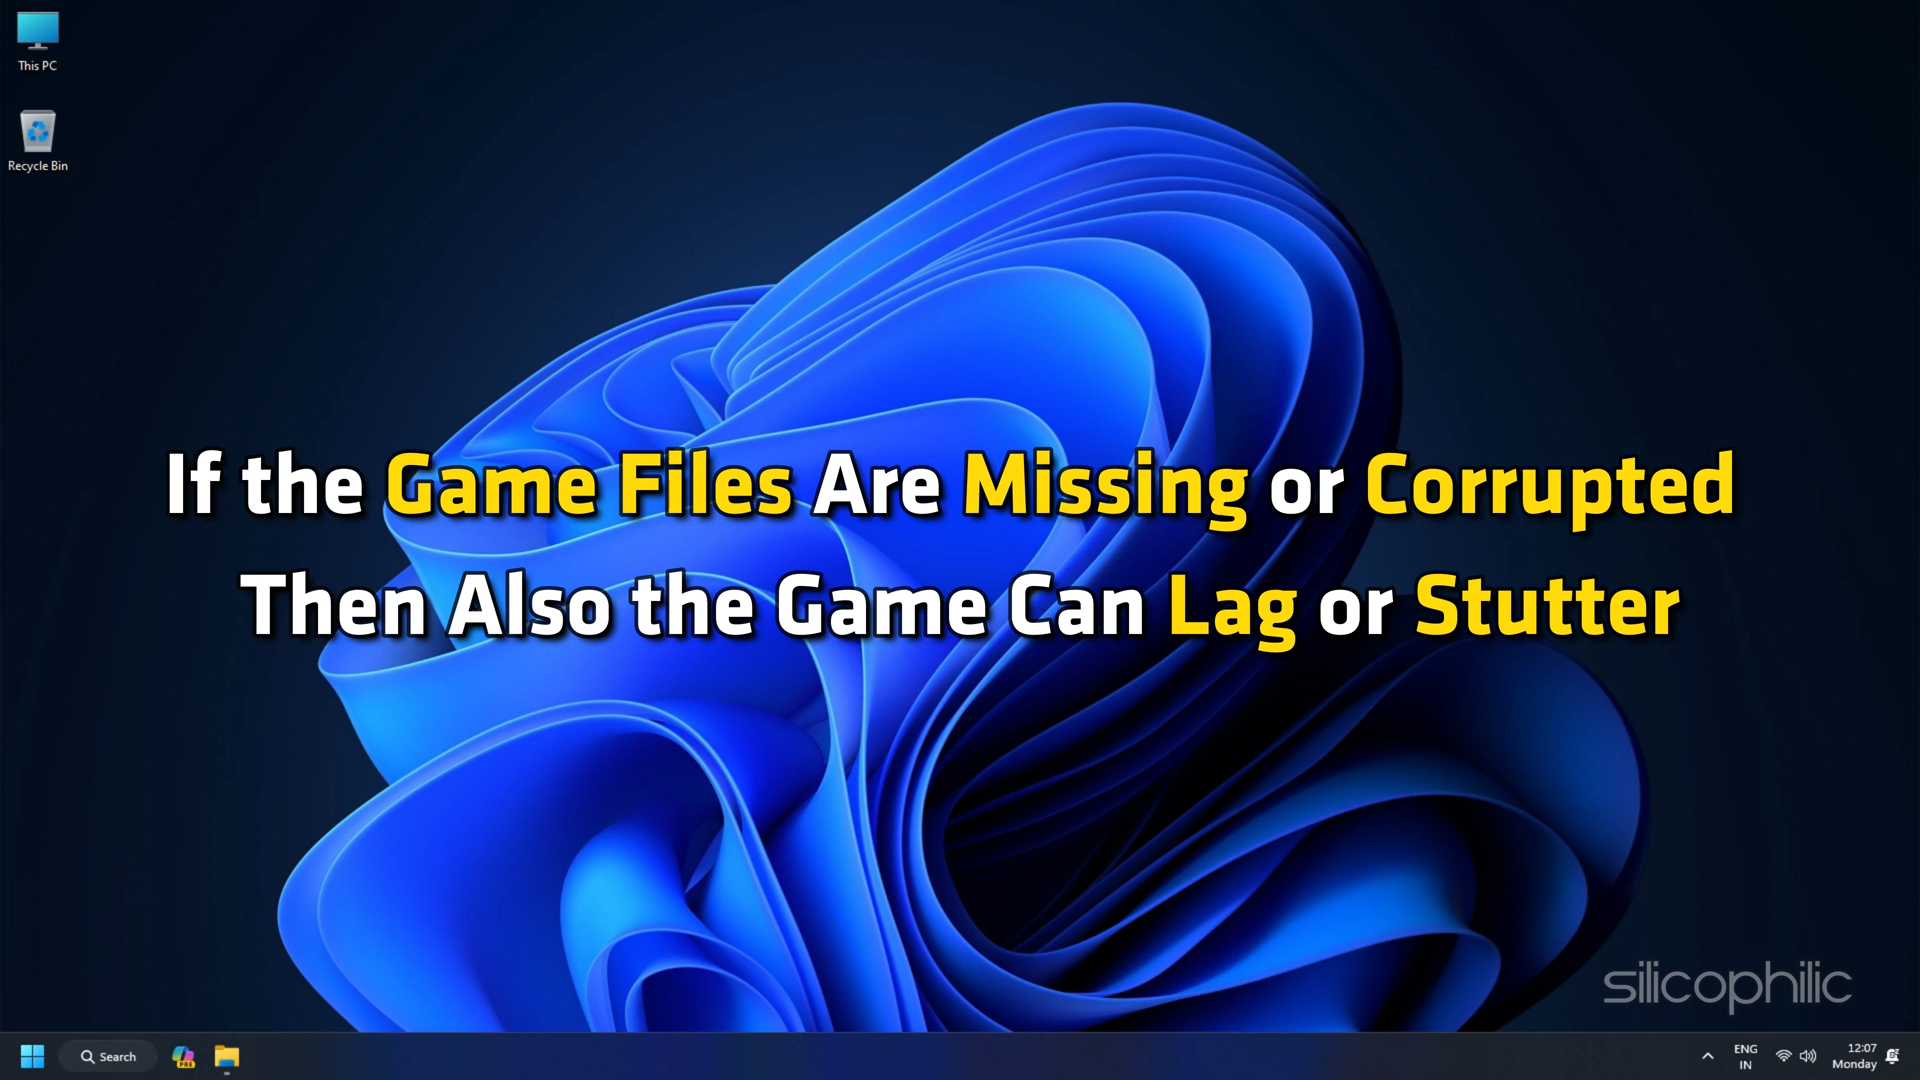 This PC
Recycle Bin
If the Game Files Are Missing or Corrupted
Then Also the Game Can Lag or Stutter
silicophilic
Search
PRE
ENG
IN
12:07
Monday